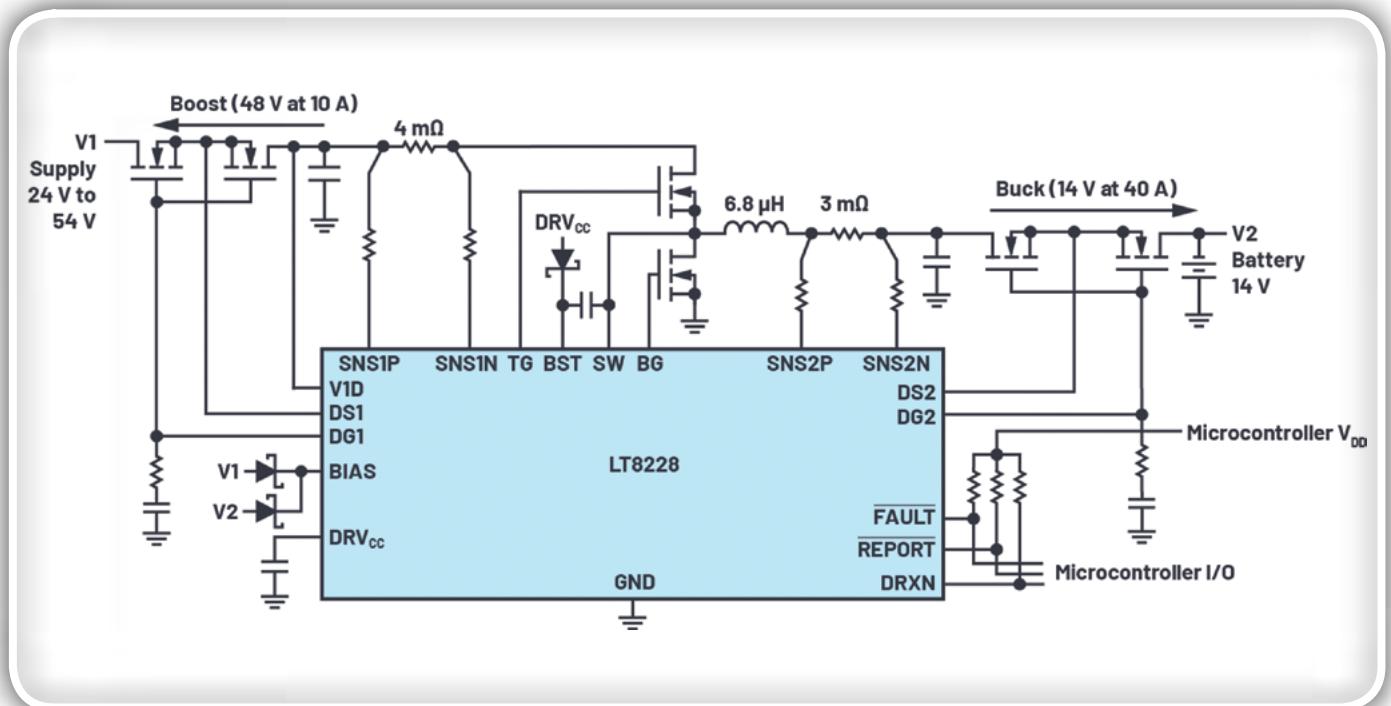 Boost (48 V at 10 A)
V1
Supply
24 V to
54 V
4 mΩ
DRVCC
6.8 µH
3 mΩ
Buck (14 V at 40 A)
V2
Battery
14 V
SNS1P
SNS1N
TG
BST
SW
BG
SNS2P
SNS2N
V1D
DS1
DG1
V1
BIAS
V2
DRVCC
LT8228
GND
DS2
DG2
FAULT
REPORT
DRXN
Microcontroller VDD
Microcontroller I/O